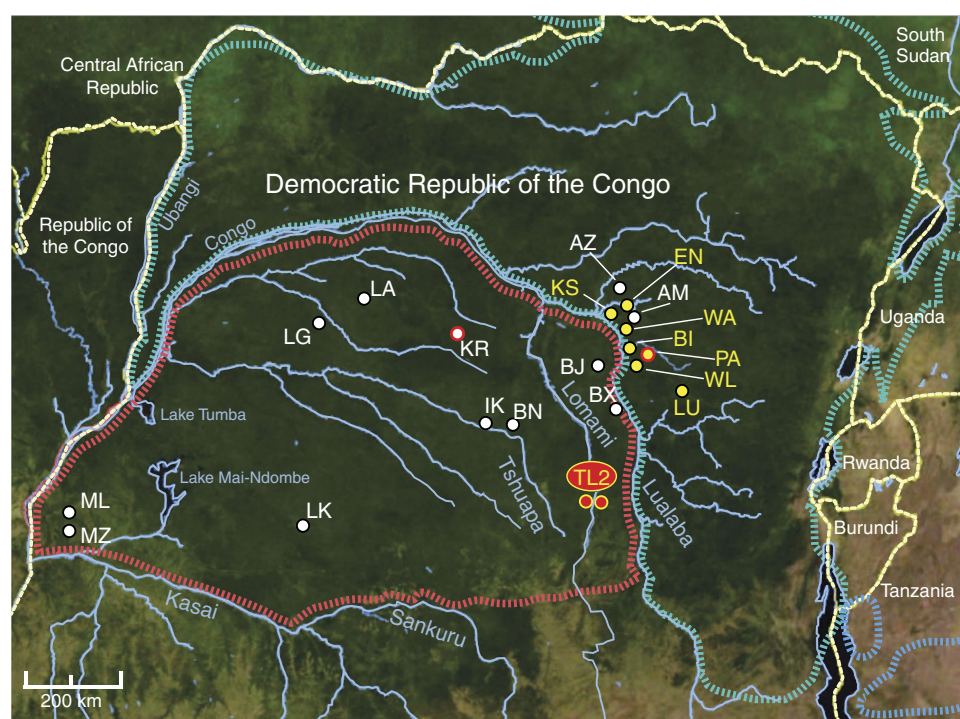 South
Sudan
Central African
Republic
Ubangi
Democratic Republic of the Congo
Republic of
the Congo
Congo
AZ
EN
KS
AM
LA
WA
Uganda
LG
KR
BI
PA
BJ
WL
BX
LU
IK
BN
Lomami
Lake Tumba
Tshuapa
TL2
Lualaba
Rwanda
Lake Mai-Ndombe
ML
MZ
LK
Burundi
Kasai
Sankuru
Tanzania
200 km